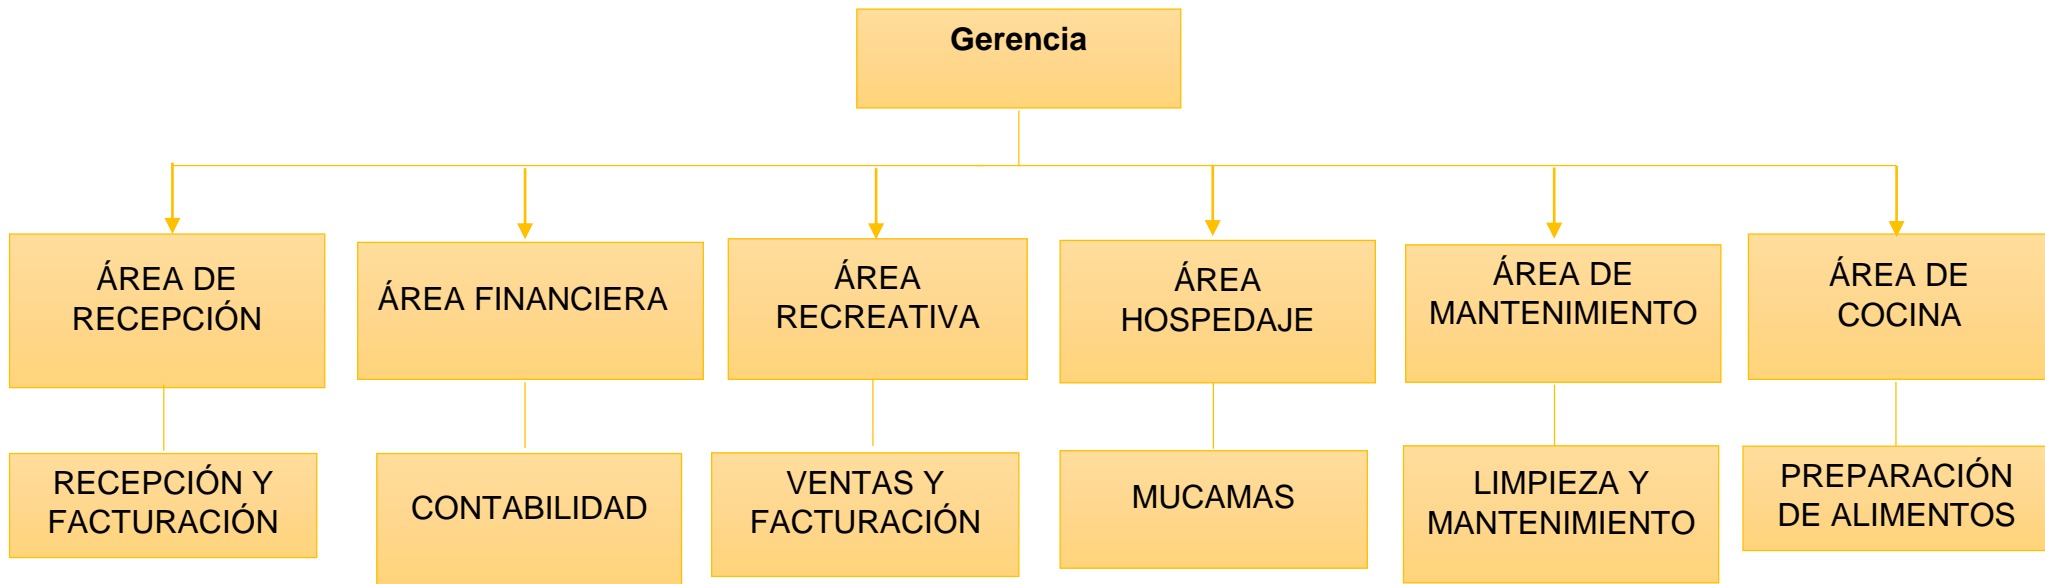 Gerencia
ÁREA DE
RECEPCIÓN
ÁREA FINANCIERA
ÁREA
RECREATIVA
ÁREA
HOSPEDAJE
ÁREA DE
MANTENIMIENTO
ÁREA DE
COCINA
RECEPCIÓN Y
FACTURACIÓN
CONTABILIDAD
VENTAS Y
FACTURACIÓN
MUCAMAS
LIMPIEZA Y
MANTENIMIENTO
PREPARACIÓN
DE ALIMENTOS